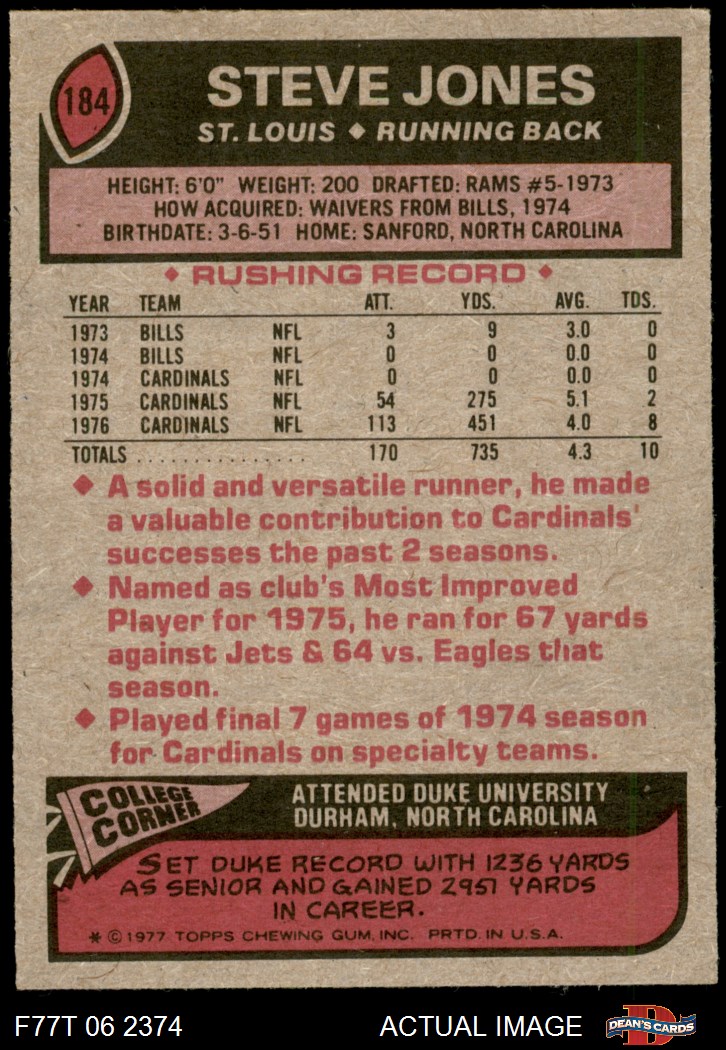 184
STEVE JONES
ST. LOUIS ◆ RUNNING BACK
HEIGHT: 6'0" WEIGHT: 200 DRAFTED: RAMS #5-1973
HOW ACQUIRED: WAIVERS FROM BILLS, 1974
BIRTHDATE: 3-6-51 HOME: SANFORD, NORTH CAROLINA
◆ RUSHING RECORD ◆
YEAR TEAM ATT. YDS. AVG. TDS.
1973 BILLS NFL 3 9 3.0 0
1974 BILLS NFL 0 0 0.0 0
1974 CARDINALS NFL 0 0 0.0 0
1975 CARDINALS NFL 54 275 5.1 2
1976 CARDINALS NFL 113 451 4.0 8
TOTALS . . . . . . . . . . . . . . . . 170 735 4.3 10
◆ A solid and versatile runner, he made
a valuable contribution to Cardinals'
successes the past 2 seasons.
◆ Named as club's Most Improved
Player for 1975, he ran for 67 yards
against Jets & 64 vs. Eagles that
season.
◆ Played final 7 games of 1974 season
for Cardinals on specialty teams.
COLLEGE
CORNER
ATTENDED DUKE UNIVERSITY
DURHAM, NORTH CAROLINA
SET DUKE RECORD WITH 1236 YARDS
AS SENIOR AND GAINED 2951 YARDS
IN CAREER.
* © 1977 TOPPS CHEWING GUM, INC. PRTD. IN U.S.A.
F77T 06 2374 ACTUAL IMAGE
D
DEAN'S CARDS